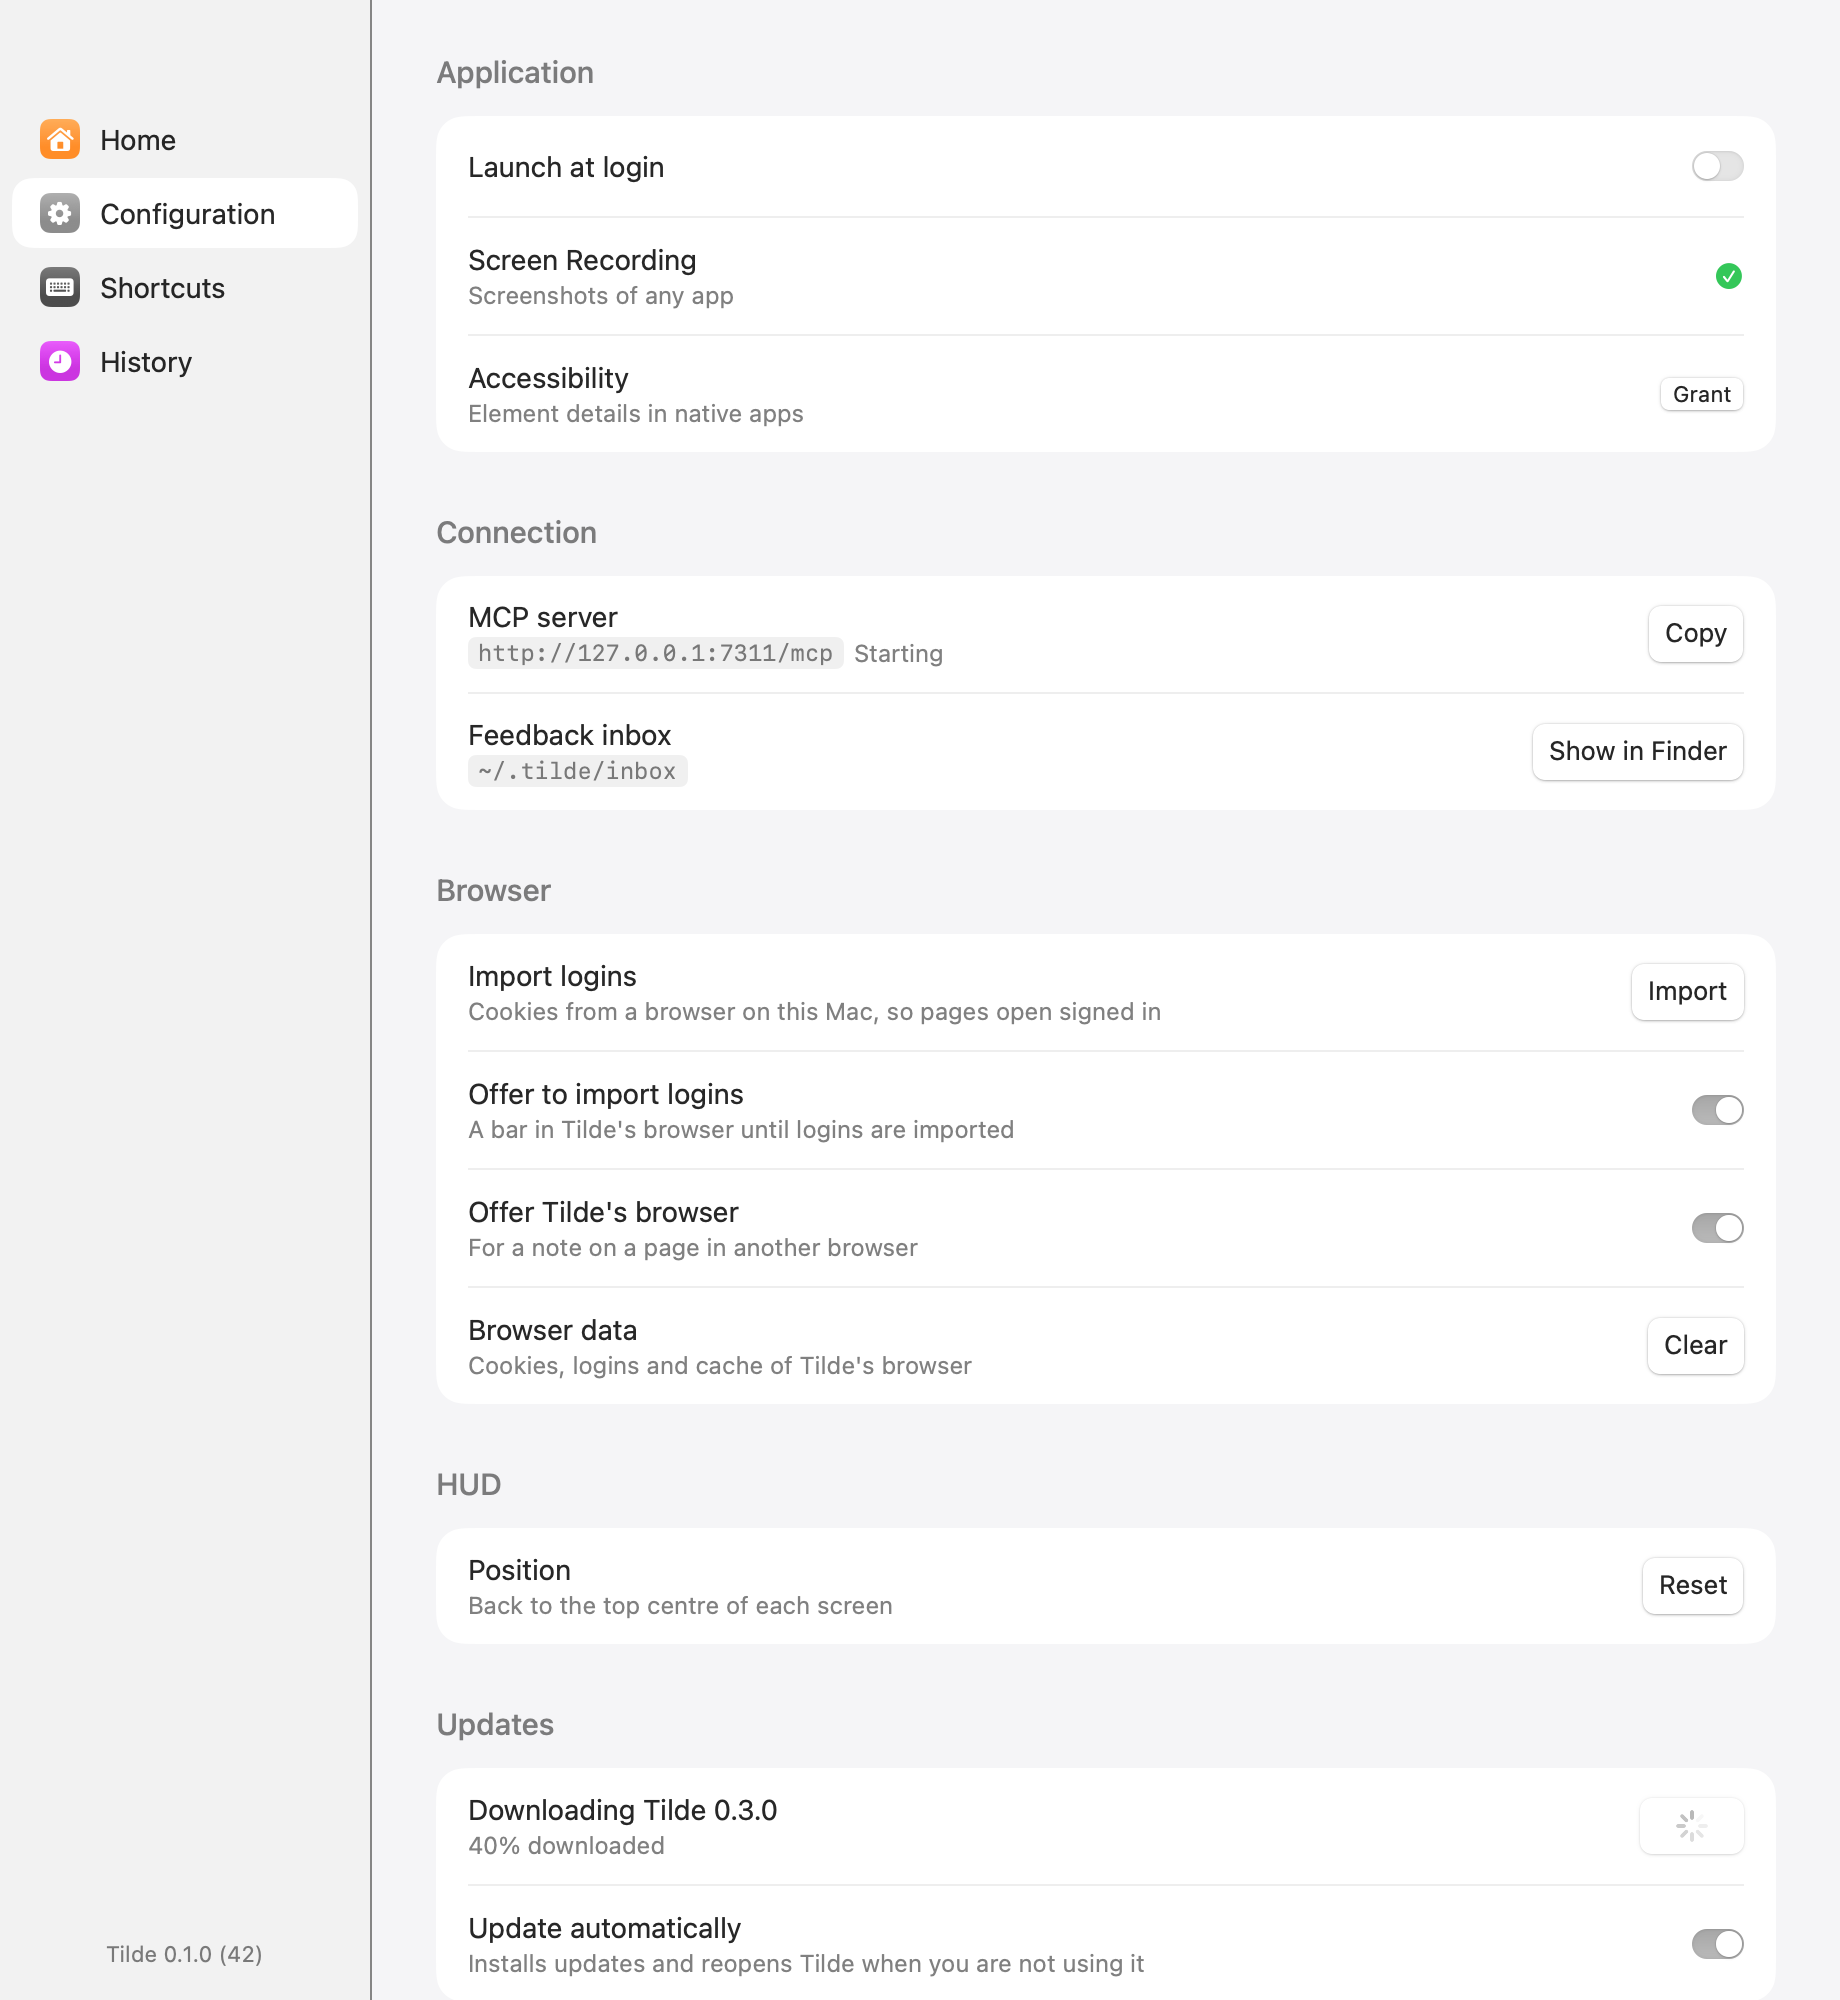 Home
Configuration
Shortcuts
History
Tilde 0.1.0 (42)
Application
Launch at login
Screen Recording
Screenshots of any app
Accessibility
Element details in native apps
Grant
Connection
MCP server
http://127.0.0.1:7311/mcp Starting
Copy
Feedback inbox
~/.tilde/inbox
Show in Finder
Browser
Import logins
Cookies from a browser on this Mac, so pages open signed in
Import
Offer to import logins
A bar in Tilde's browser until logins are imported
Offer Tilde's browser
For a note on a page in another browser
Browser data
Cookies, logins and cache of Tilde's browser
Clear
HUD
Position
Back to the top centre of each screen
Reset
Updates
Downloading Tilde 0.3.0
40% downloaded
Update automatically
Installs updates and reopens Tilde when you are not using it